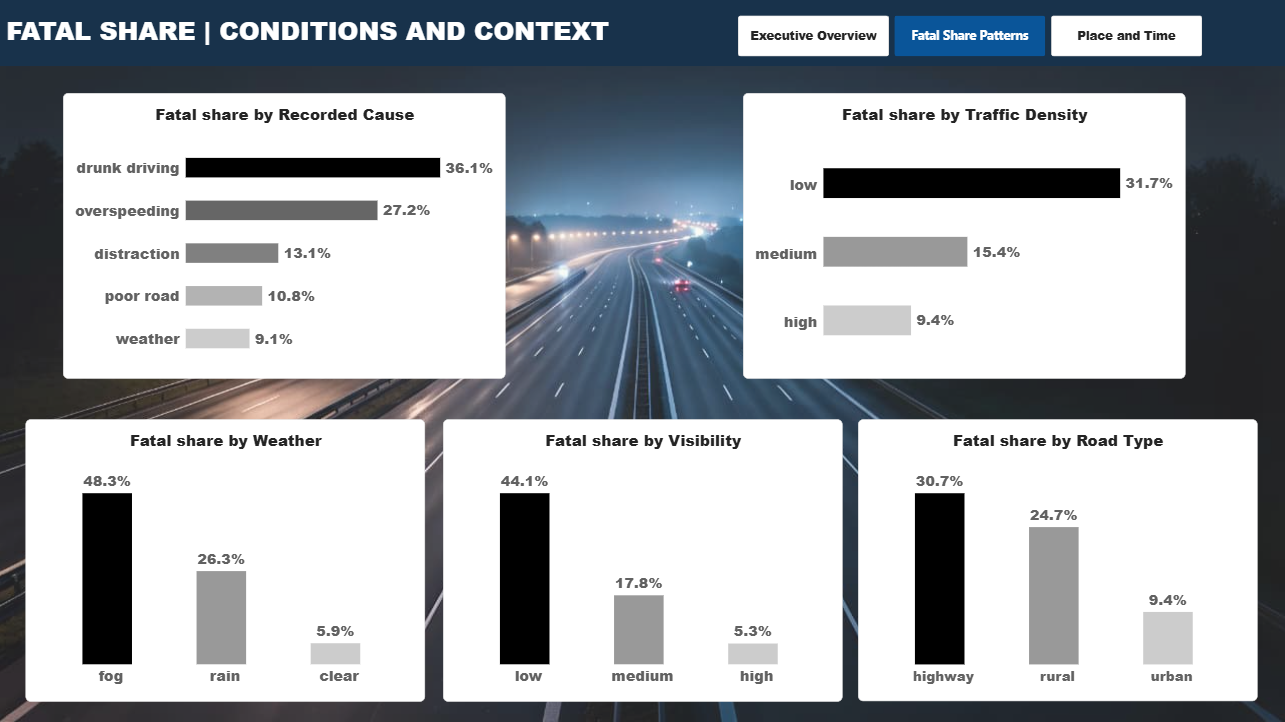 FATAL SHARE | CONDITIONS AND CONTEXT
Executive Overview
Fatal Share Patterns
Place and Time
Fatal share by Recorded Cause
drunk driving 36.1%
overspeeding 27.2%
distraction 13.1%
poor road 10.8%
weather 9.1%
Fatal share by Traffic Density
low 31.7%
medium 15.4%
high 9.4%
Fatal share by Weather
48.3%
26.3%
5.9%
fog rain clear
Fatal share by Visibility
44.1%
17.8%
5.3%
low medium high
Fatal share by Road Type
30.7%
24.7%
9.4%
highway rural urban